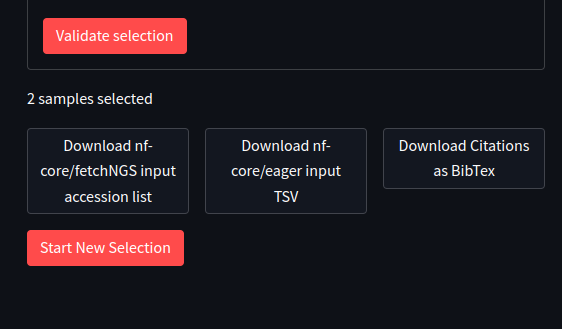 Validate selection
2 samples selected
Download nf-
core/fetchNGS input
accession list
Download nf-
core/eager input
TSV
Download Citations
as BibTex
Start New Selection